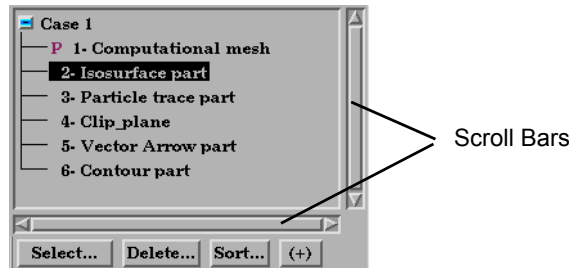 Case 1
P 1- Computational mesh
2- Isosurface part
3- Particle trace part
4- Clip_plane
5- Vector Arrow part
6- Contour part
Scroll Bars
Select... Delete... Sort... (+)